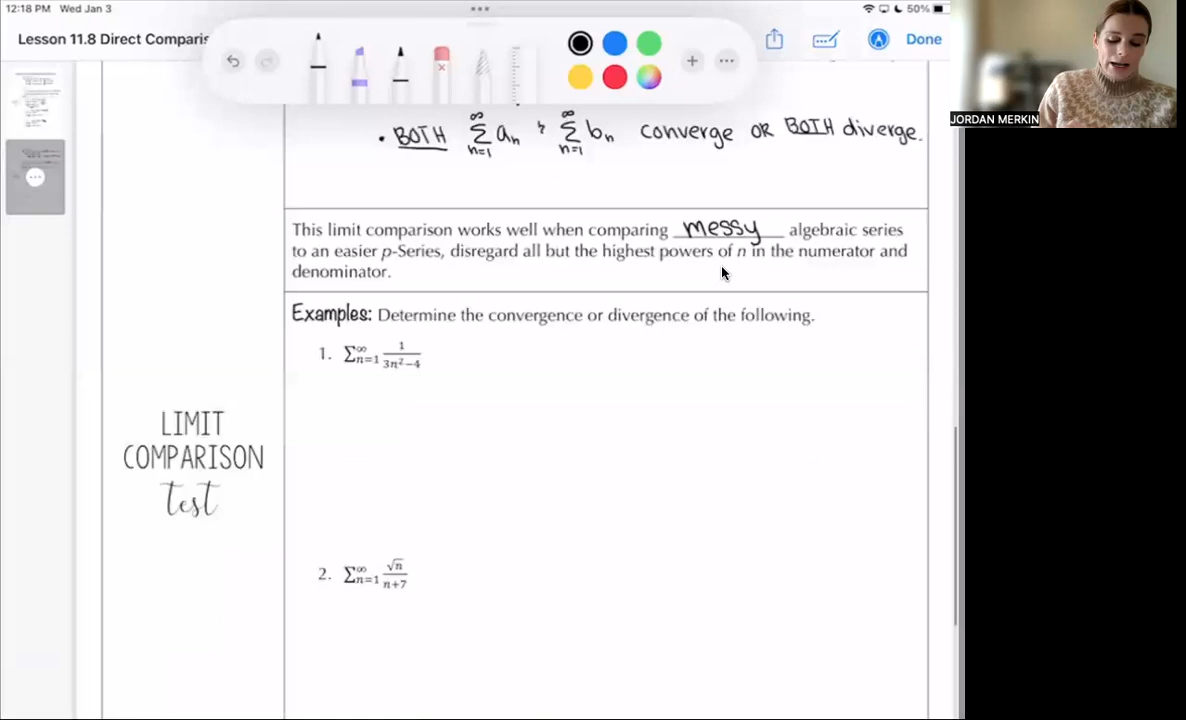 12:18 PM Wed Jan 3
50%
Lesson 11.8 Direct Comparis
Done
JORDAN MERKIN
• BOTH ∞∑n=1 aₙ & ∞∑n=1 bₙ converge OR BOTH diverge.
This limit comparison works well when comparing messy algebraic series
to an easier p-Series, disregard all but the highest powers of n in the numerator and
denominator.
Examples: Determine the convergence or divergence of the following.
1. ∑∞n=1 1/(3n²−4)
LIMIT
COMPARISON
test
2. ∑∞n=1 √n/(n+7)